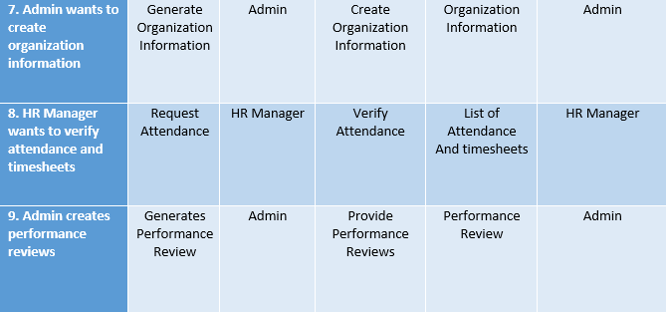 7. Admin wants to
create
organization
information
Generate
Organization
Information
Admin
Create
Organization
Information
Organization
Information
Admin
8. HR Manager
wants to verify
attendance and
timesheets
Request
Attendance
HR Manager
Verify
Attendance
List of
Attendance
And timesheets
HR Manager
9. Admin creates
performance
reviews
Generates
Performance
Review
Admin
Provide
Performance
Reviews
Performance
Review
Admin